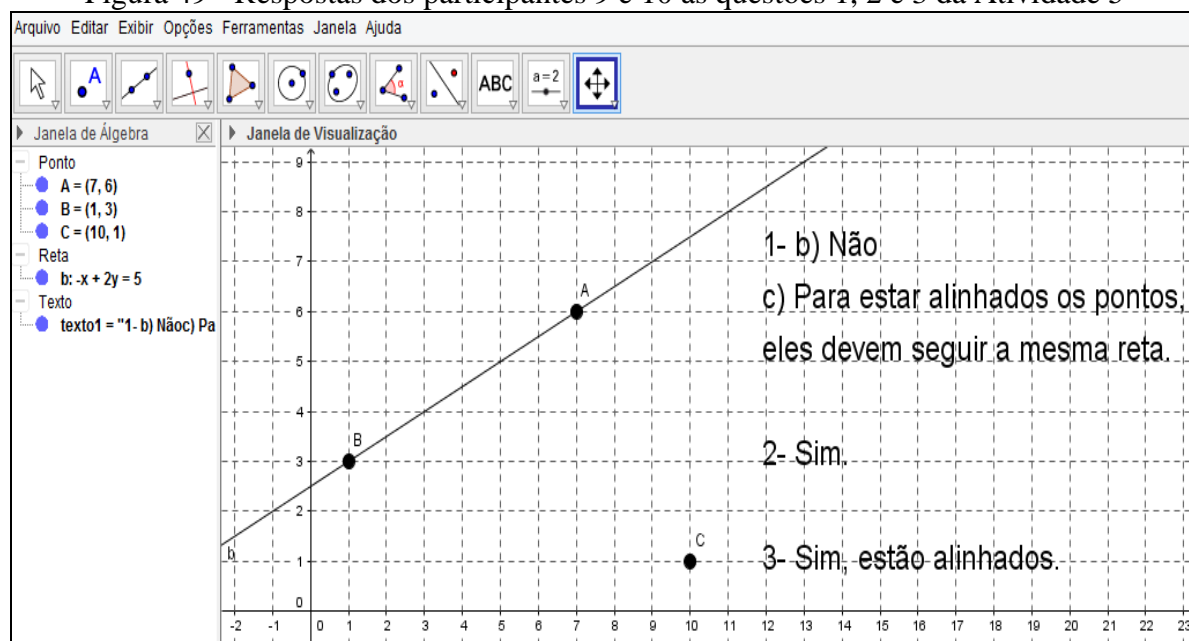 Figura 49 - Respostas dos participantes 9 e 10 às questões 1, 2 e 3 da Atividade 3
Arquivo Editar Exibir Opções Ferramentas Janela Ajuda
A
α
ABC
a=2
Janela de Álgebra
Janela de Visualização
Ponto
A = (7, 6)
B = (1, 3)
C = (10, 1)
Reta
b: -x + 2y = 5
Texto
texto1 = "1- b) Nãoc) Pa
9
8
7
6
5
4
3
2
1
0
-2 -1 0 1 2 3 4 5 6 7 8 9 10 11 12 13 14 15 16 17 18 19 20 21 22 23
A
B
C
b
1- b) Não
c) Para estar alinhados os pontos,
eles devem seguir a mesma reta.
2- Sim.
3- Sim, estão alinhados.